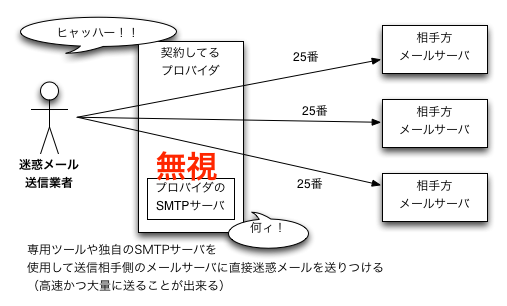 ヒャッハー！！
契約してる
プロバイダ
25番
相手方
メールサーバ
25番
相手方
メールサーバ
迷惑メール
送信業者
無視
プロバイダの
SMTPサーバ
25番
相手方
メールサーバ
何ィ！
専用ツールや独自のSMTPサーバを
使用して送信相手側のメールサーバに直接迷惑メールを送りつける
（高速かつ大量に送ることが出来る）